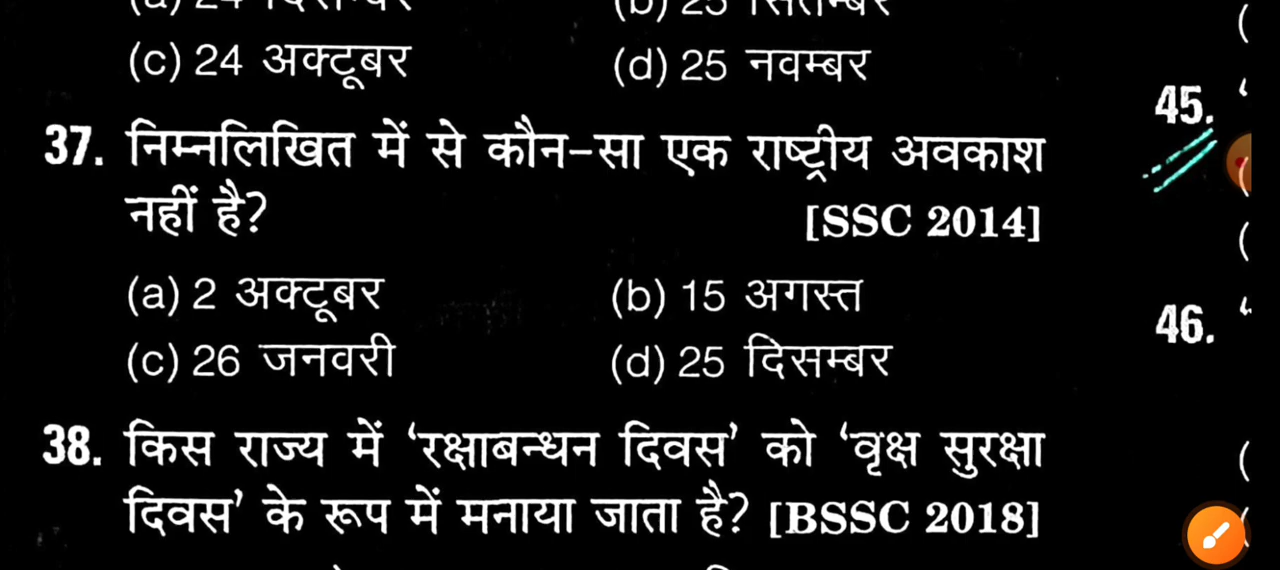 (c) 24 अक्टूबर (d) 25 नवम्बर
45.
37. निम्नलिखित में से कौन-सा एक राष्ट्रीय अवकाश
नहीं है? [SSC 2014]
(a) 2 अक्टूबर (b) 15 अगस्त
46.
(c) 26 जनवरी (d) 25 दिसम्बर
38. किस राज्य में ‘रक्षाबन्धन दिवस’ को ‘वृक्ष सुरक्षा
दिवस’ के रूप में मनाया जाता है? [BSSC 2018]